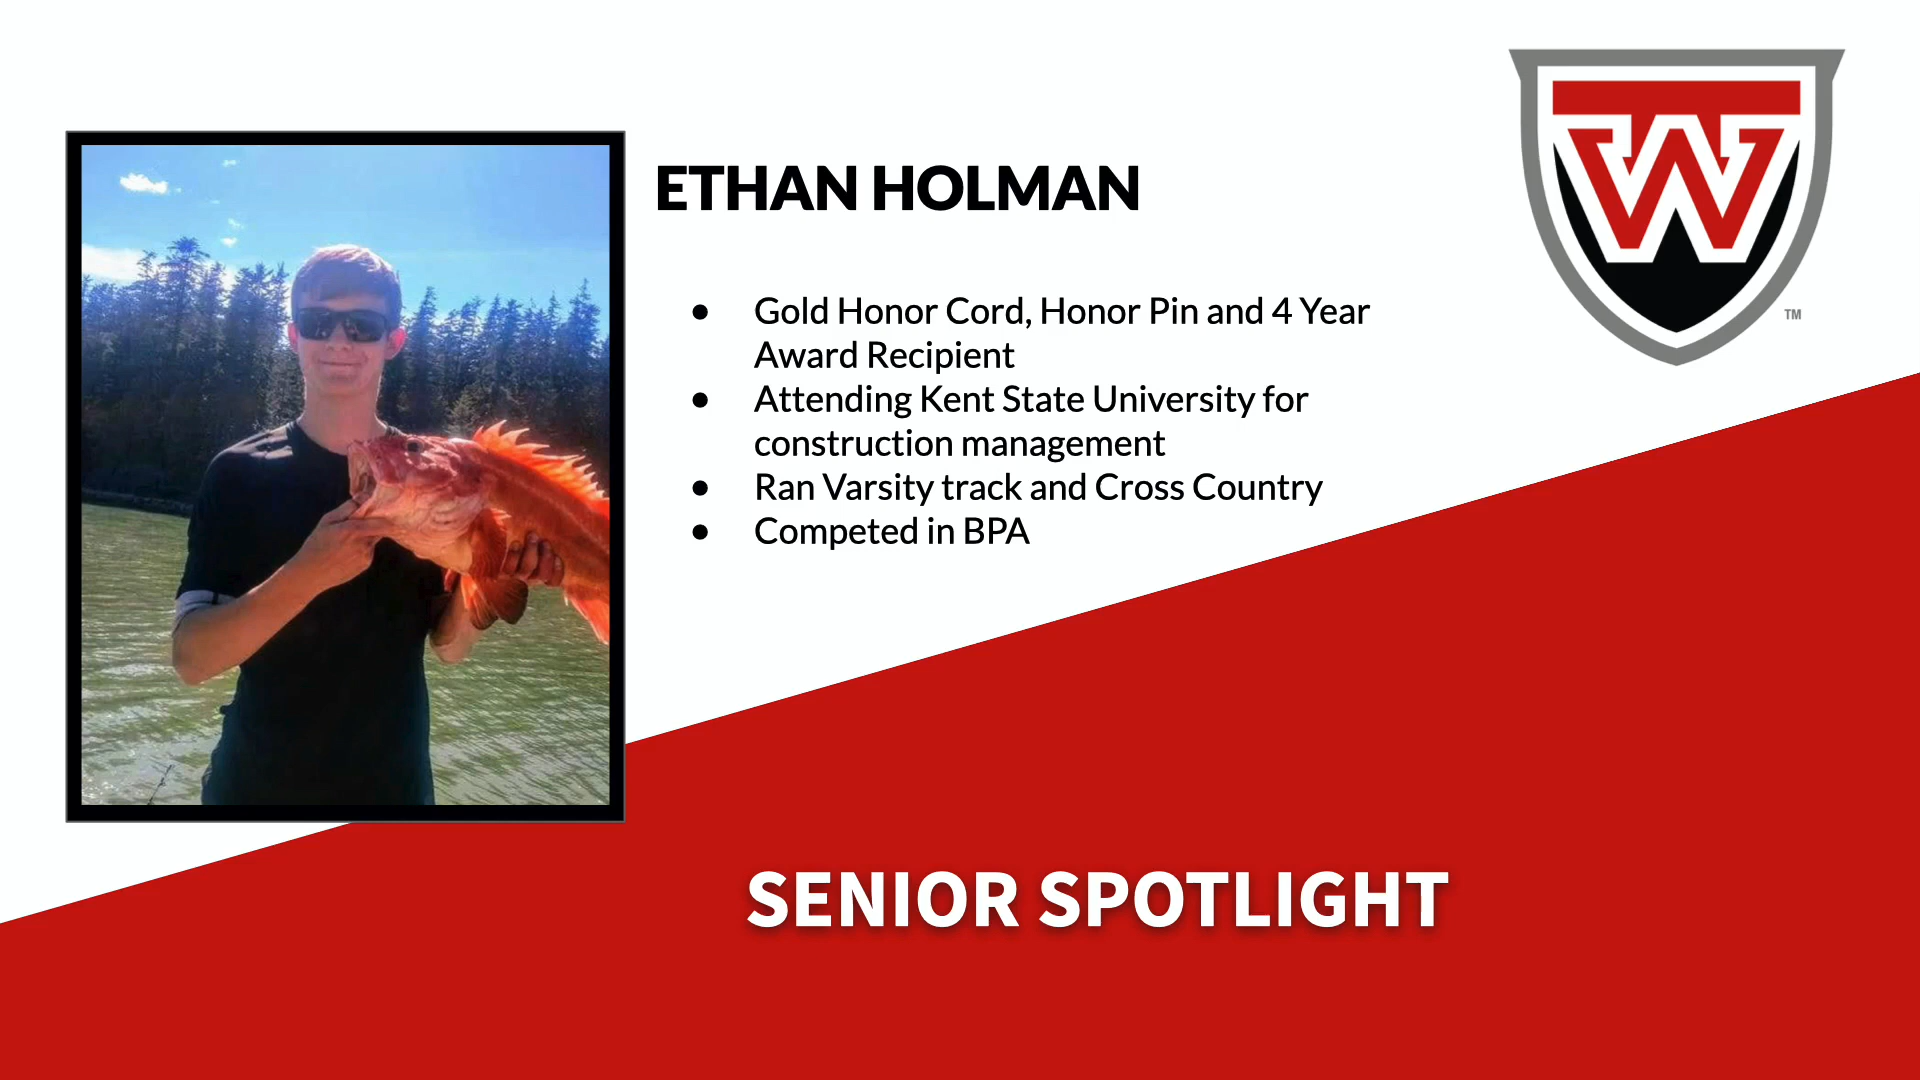 ETHAN HOLMAN
● Gold Honor Cord, Honor Pin and 4 Year
Award Recipient
● Attending Kent State University for
construction management
● Ran Varsity track and Cross Country
● Competed in BPA
W
TM
SENIOR SPOTLIGHT